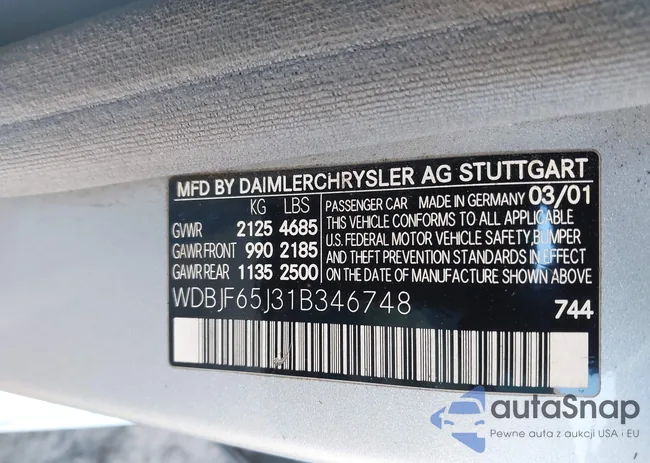 MFD BY DAIMLERCHRYSLER AG STUTTGART
KG LBS
GVWR 2125 4685
GAWR FRONT 990 2185
GAWR REAR 1135 2500
PASSENGER CAR MADE IN GERMANY 03/01
THIS VEHICLE CONFORMS TO ALL APPLICABLE
U.S. FEDERAL MOTOR VEHICLE SAFETY, BUMPER
AND THEFT PREVENTION STANDARDS IN EFFECT
ON THE DATE OF MANUFACTURE SHOWN ABOVE
WDBJF65J31B346748
744
autaSnap
Pewne auta z aukcji USA i EU